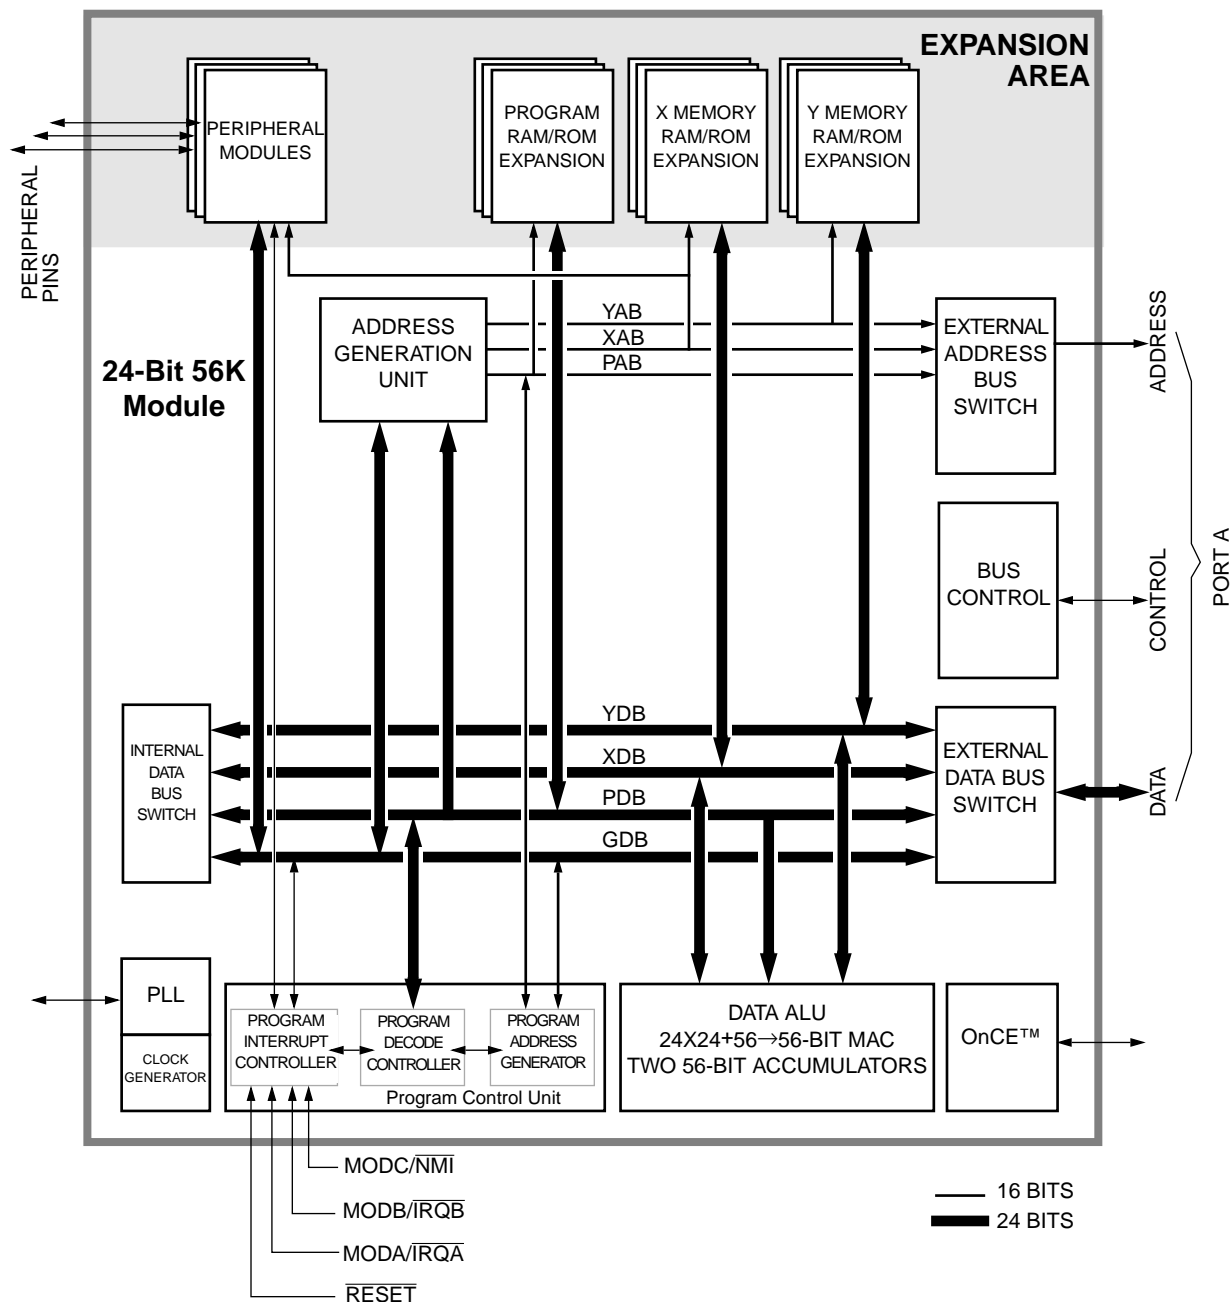 EXPANSION
AREA
PERIPHERAL
MODULES
PROGRAM
RAM/ROM
EXPANSION
X MEMORY
RAM/ROM
EXPANSION
Y MEMORY
RAM/ROM
EXPANSION
PERIPHERAL
PINS
24-Bit 56K
Module
ADDRESS
GENERATION
UNIT
YAB
XAB
PAB
EXTERNAL
ADDRESS
BUS
SWITCH
ADDRESS
BUS
CONTROL
CONTROL
PORT A
INTERNAL
DATA
BUS
SWITCH
YDB
XDB
PDB
GDB
EXTERNAL
DATA BUS
SWITCH
DATA
PLL
CLOCK
GENERATOR
PROGRAM
INTERRUPT
CONTROLLER
PROGRAM
DECODE
CONTROLLER
PROGRAM
ADDRESS
GENERATOR
Program Control Unit
DATA ALU
24X24+56→56-BIT MAC
TWO 56-BIT ACCUMULATORS
OnCE™
MODC/N̅M̅I̅
MODB/I̅R̅Q̅B̅
MODA/I̅R̅Q̅A̅
R̅E̅S̅E̅T̅
16 BITS
24 BITS